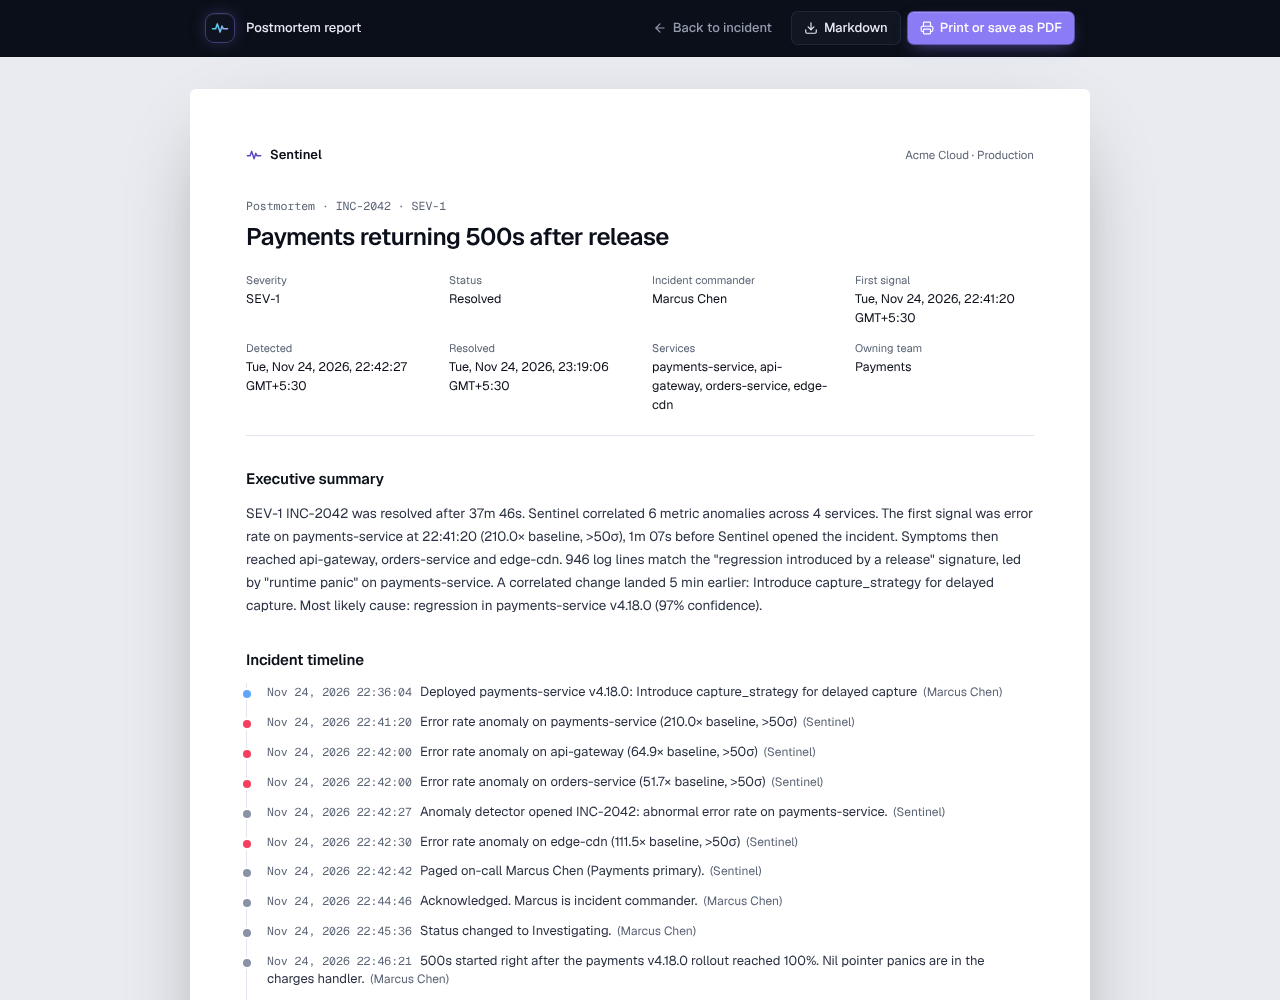 Postmortem report
Back to incident
Markdown
Print or save as PDF
Sentinel
Acme Cloud · Production
Postmortem · INC-2042 · SEV-1
Payments returning 500s after release
Severity
SEV-1
Status
Resolved
Incident commander
Marcus Chen
First signal
Tue, Nov 24, 2026, 22:41:20
GMT+5:30
Detected
Tue, Nov 24, 2026, 22:42:27
GMT+5:30
Resolved
Tue, Nov 24, 2026, 23:19:06
GMT+5:30
Services
payments-service, api-
gateway, orders-service, edge-
cdn
Owning team
Payments
Executive summary
SEV-1 INC-2042 was resolved after 37m 46s. Sentinel correlated 6 metric anomalies across 4 services. The first signal was error
rate on payments-service at 22:41:20 (210.0× baseline, >50σ), 1m 07s before Sentinel opened the incident. Symptoms then
reached api-gateway, orders-service and edge-cdn. 946 log lines match the "regression introduced by a release" signature, led
by "runtime panic" on payments-service. A correlated change landed 5 min earlier: Introduce capture_strategy for delayed
capture. Most likely cause: regression in payments-service v4.18.0 (97% confidence).
Incident timeline
Nov 24, 2026 22:36:04 Deployed payments-service v4.18.0: Introduce capture_strategy for delayed capture (Marcus Chen)
Nov 24, 2026 22:41:20 Error rate anomaly on payments-service (210.0× baseline, >50σ) (Sentinel)
Nov 24, 2026 22:42:00 Error rate anomaly on api-gateway (64.9× baseline, >50σ) (Sentinel)
Nov 24, 2026 22:42:00 Error rate anomaly on orders-service (51.7× baseline, >50σ) (Sentinel)
Nov 24, 2026 22:42:27 Anomaly detector opened INC-2042: abnormal error rate on payments-service. (Sentinel)
Nov 24, 2026 22:42:30 Error rate anomaly on edge-cdn (111.5× baseline, >50σ) (Sentinel)
Nov 24, 2026 22:42:42 Paged on-call Marcus Chen (Payments primary). (Sentinel)
Nov 24, 2026 22:44:46 Acknowledged. Marcus is incident commander. (Marcus Chen)
Nov 24, 2026 22:45:36 Status changed to Investigating. (Marcus Chen)
Nov 24, 2026 22:46:21 500s started right after the payments v4.18.0 rollout reached 100%. Nil pointer panics are in the
charges handler. (Marcus Chen)